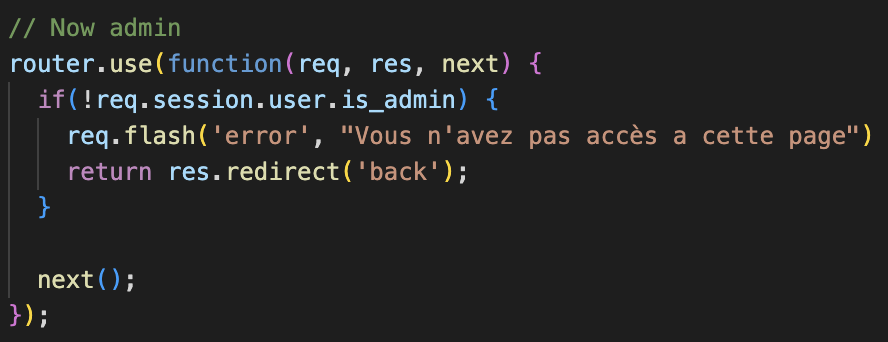 // Now admin
router.use(function(req, res, next) {
if(!req.session.user.is_admin) {
req.flash('error', "Vous n'avez pas accès a cette page")
return res.redirect('back');
}
next();
});